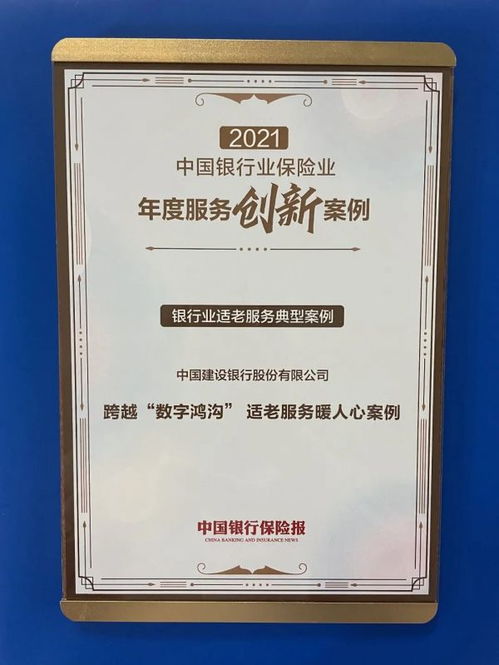 2021
中国银行业保险业
年度服务创新案例
银行业适老服务典型案例
中国建设银行股份有限公司
跨越“数字鸿沟” 适老服务暖人心案例
中国银行保险报
CHINA BANKING AND INSURANCE NEWS